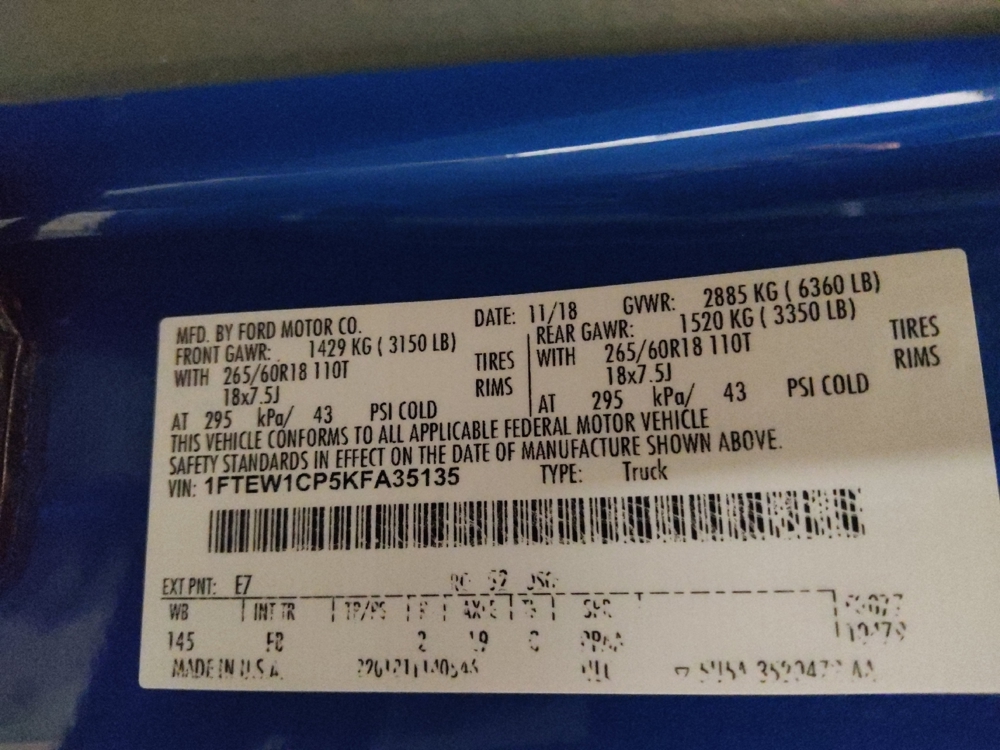 MFD. BY FORD MOTOR CO. DATE: 11/18 GVWR: 2885 KG ( 6360 LB)
FRONT GAWR: 1429 KG ( 3150 LB) REAR GAWR: 1520 KG ( 3350 LB)
WITH 265/60R18 110T TIRES WITH 265/60R18 110T TIRES
18x7.5J RIMS 18x7.5J RIMS
AT 295 kPa/ 43 PSI COLD AT 295 kPa/ 43 PSI COLD
THIS VEHICLE CONFORMS TO ALL APPLICABLE FEDERAL MOTOR VEHICLE
SAFETY STANDARDS IN EFFECT ON THE DATE OF MANUFACTURE SHOWN ABOVE.
VIN: 1FTEW1CP5KFA35135 TYPE: Truck
EXT PNT: E7
WB INT TR TP/PS
145
MADE IN U.S.A.